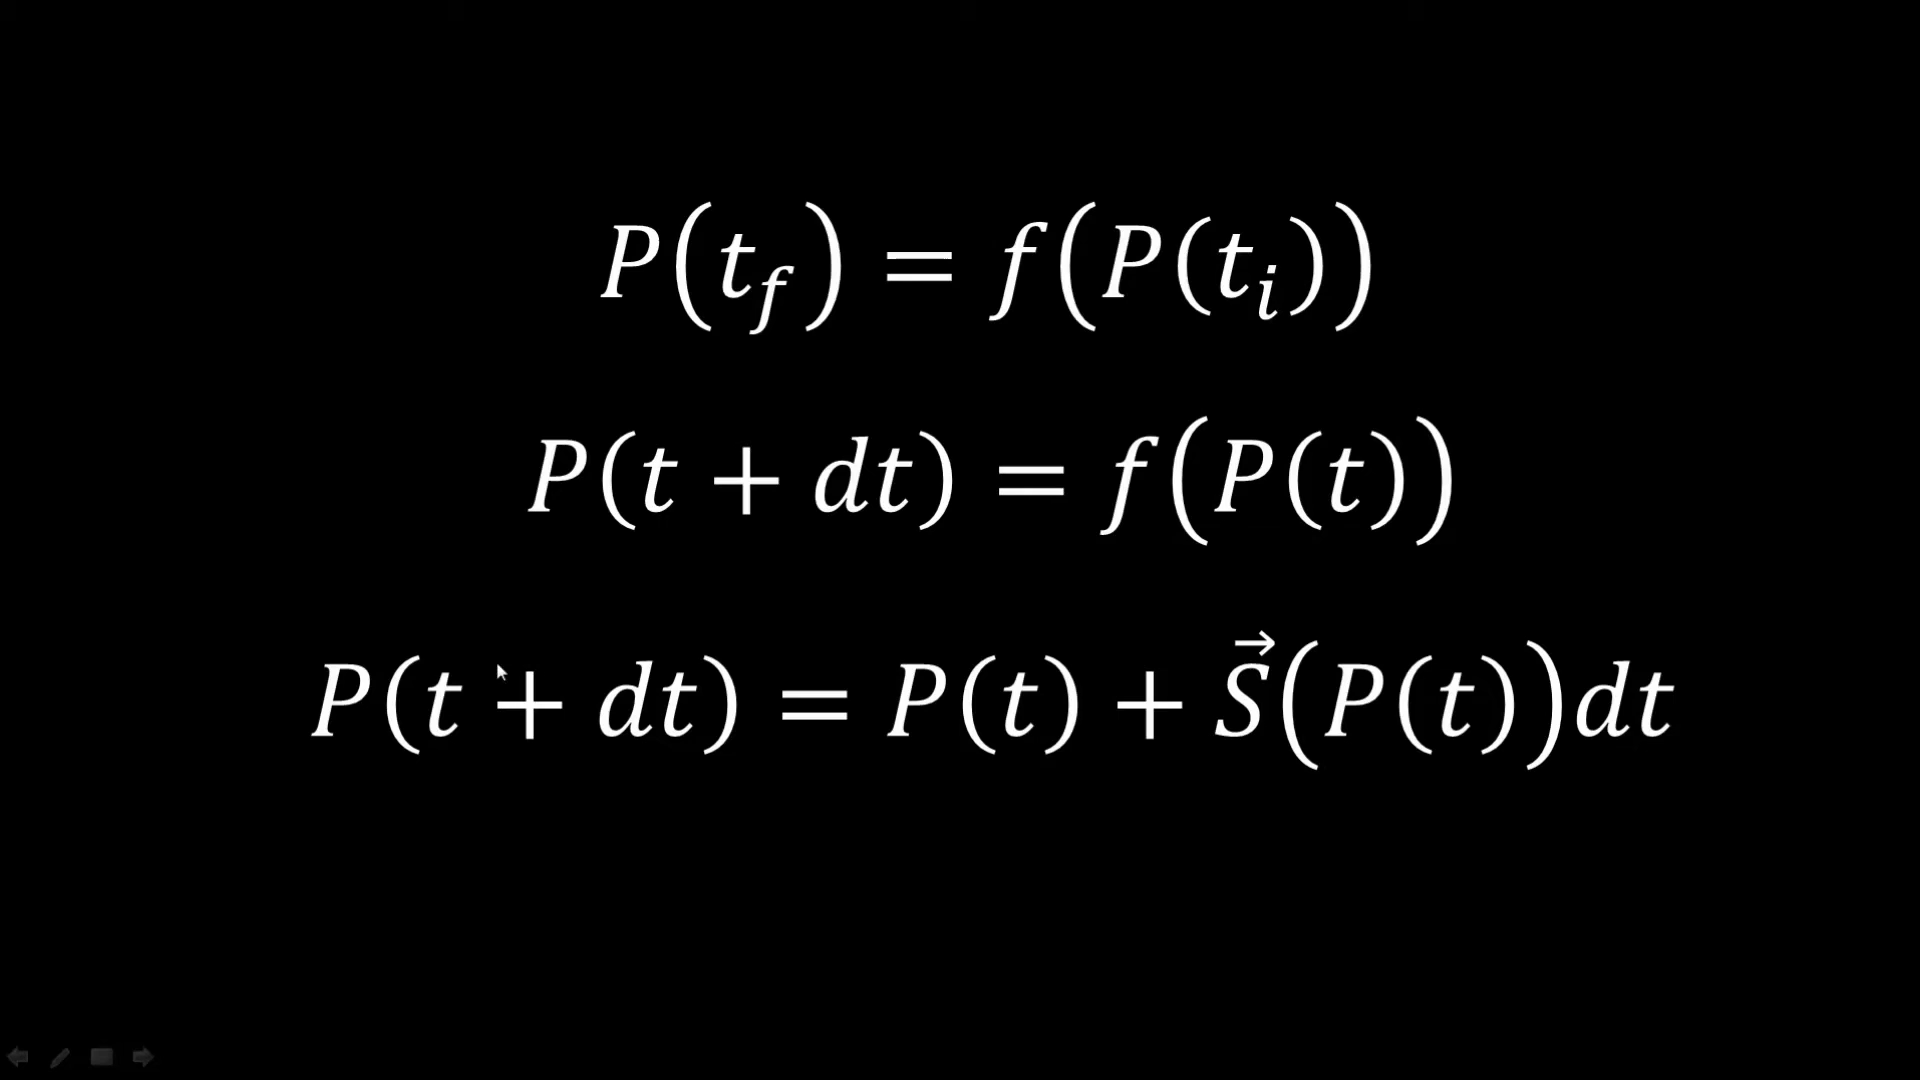 P(t_f) = f(P(t_i))
P(t + dt) = f(P(t))
P(t + dt) = P(t) + S⃗(P(t))dt